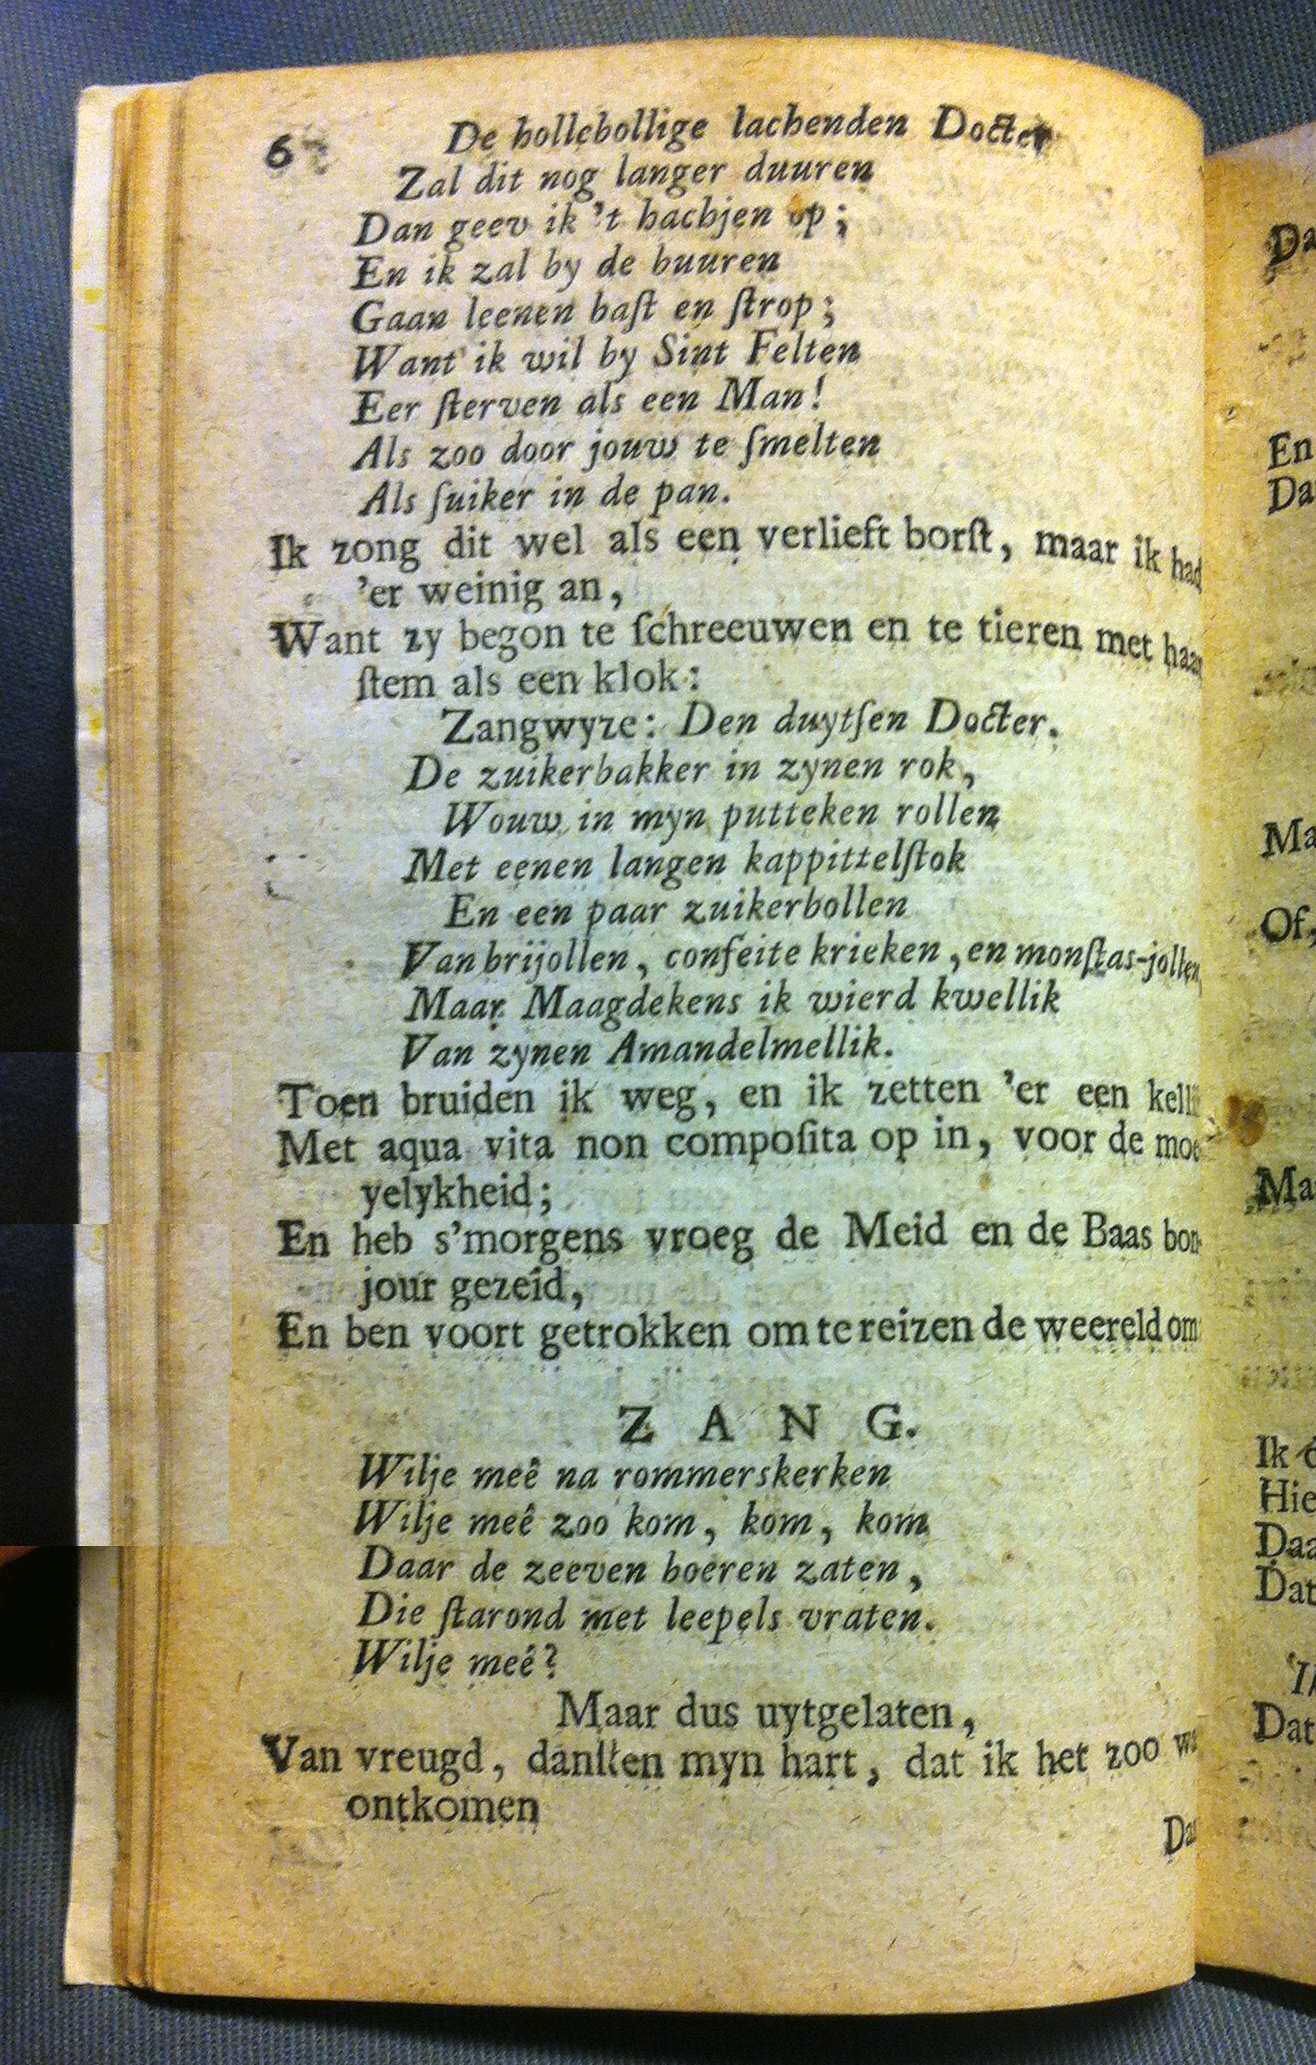 6 De hollebollige lachenden Docter
Zal dit nog langer duuren
Dan geev ik 't hachjen op;
En ik zal by de buuren
Gaan leenen baſt en ſtrop;
Want ik wil by Sint Felten
Eer ſterven als een Man!
Als zoo door jouw te ſmelten
Als ſuiker in de pan.
Ik zong dit wel als een verlieft borſt, maar ik had
'er weinig an,
Want zy begon te ſchreeuwen en te tieren met haar
ſtem als een klok:
Zangwyze: Den duytſen Docter.
De zuikerbakker in zynen rok,
Wouw in myn putteken rollen
Met eenen langen kappittelſtok
En een paar zuikerbollen
Van brijollen, confeite krieken, en monſtas-jollen,
Maar Maagdekens ik wierd kwellik
Van zynen Amandelmellik.
Toen bruiden ik weg, en ik zetten 'er een
Met aqua vita non compoſita op in, voor de moe
yelykheid;
En heb s'morgens vroeg de Meid en de Baas bon-
jour gezeid,
En ben voort getrokken om te reizen de weereld om
Z A N G.
Wilje meê na rommerskerken
Wilje meê zoo kom, kom, kom
Daar de zeeven boeren zaten,
Die ſtarond met leepels vraten.
Wilje meê?
Maar dus uytgelaten,
Van vreugd, danſten myn hart, dat ik het zoo
ontkomen
Da
En
Da
Ma
Of,
Ma
Ik
Hie
Daa
Dat
Dat